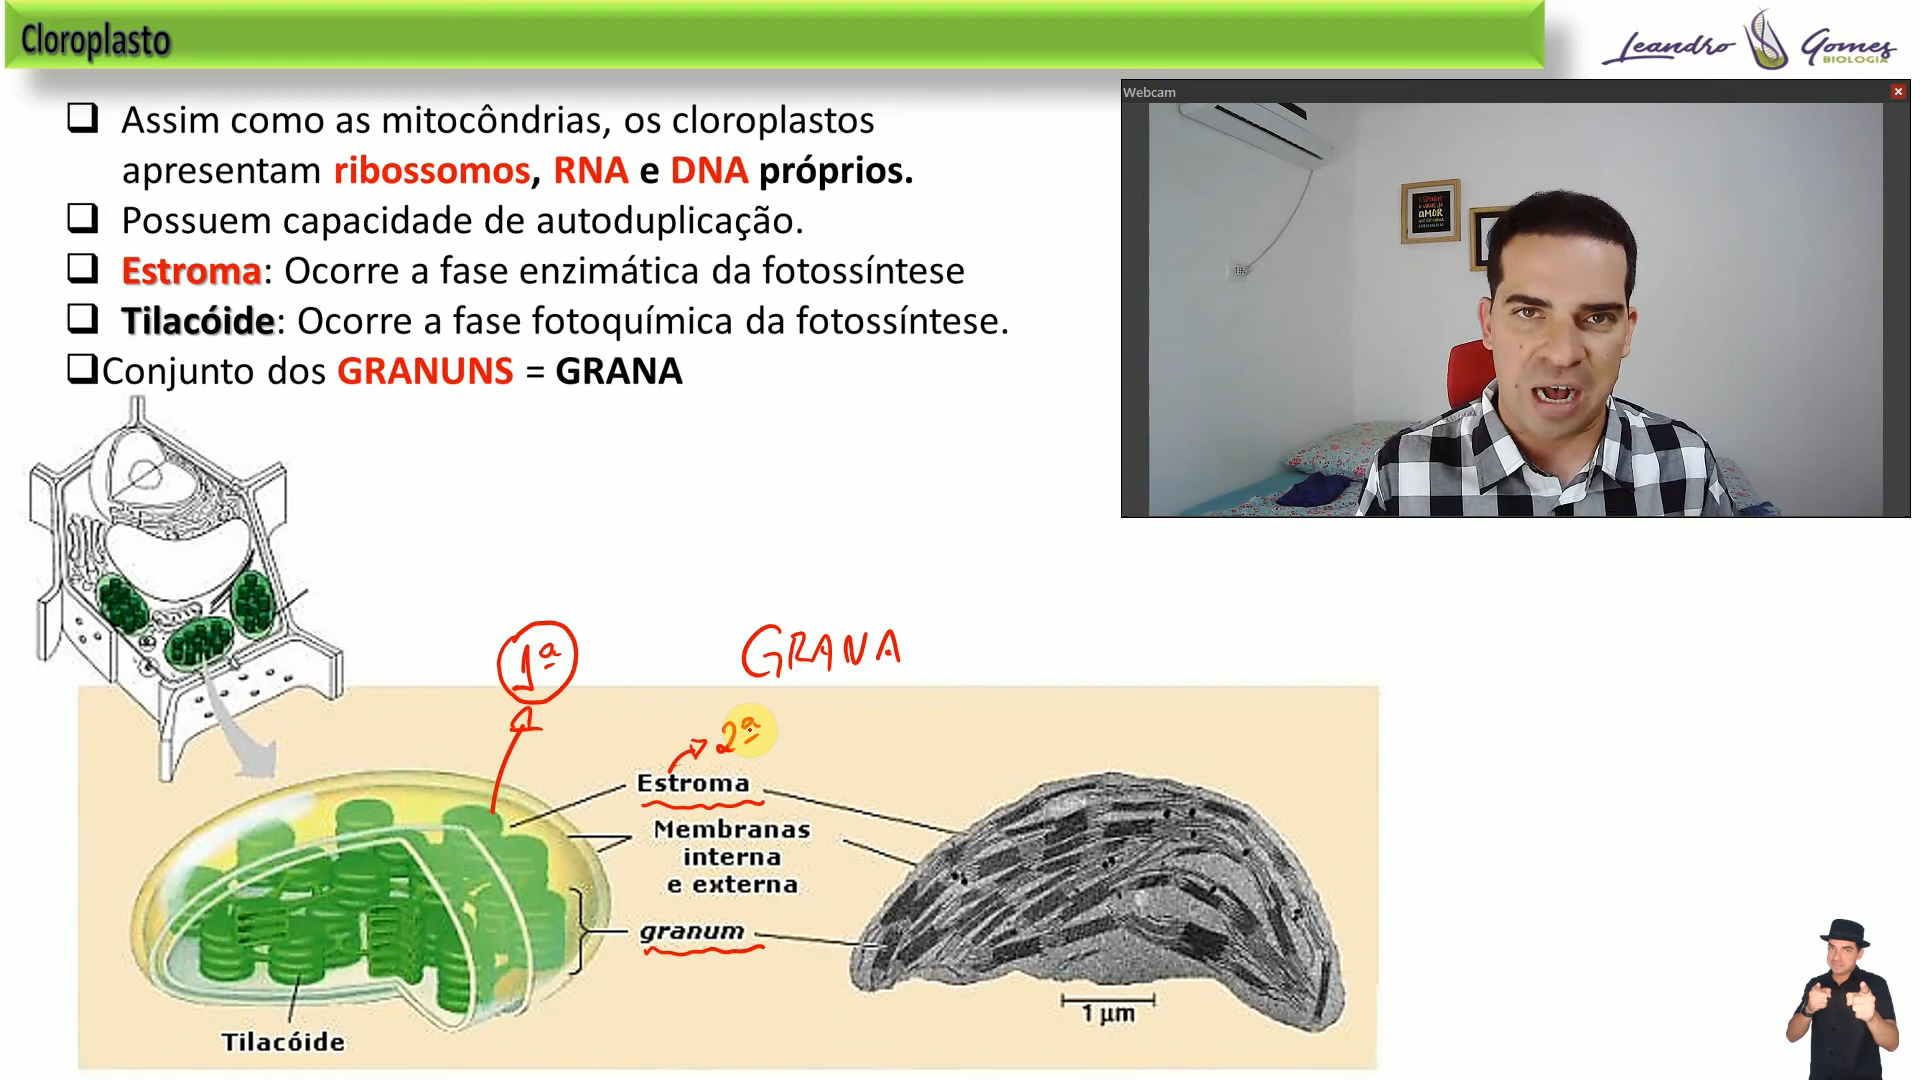 Cloroplasto
Leandro Gomes
BIOLOGIA
Webcam
❑ Assim como as mitocôndrias, os cloroplastos
apresentam ribossomos, RNA e DNA próprios.
❑ Possuem capacidade de autoduplicação.
❑ Estroma: Ocorre a fase enzimática da fotossíntese
❑ Tilacóide: Ocorre a fase fotoquímica da fotossíntese.
❑Conjunto dos GRANUNS = GRANA
AMOR
1ª
GRANA
2ª
Estroma
Membranas
interna
e externa
granum
Tilacóide
1 µm